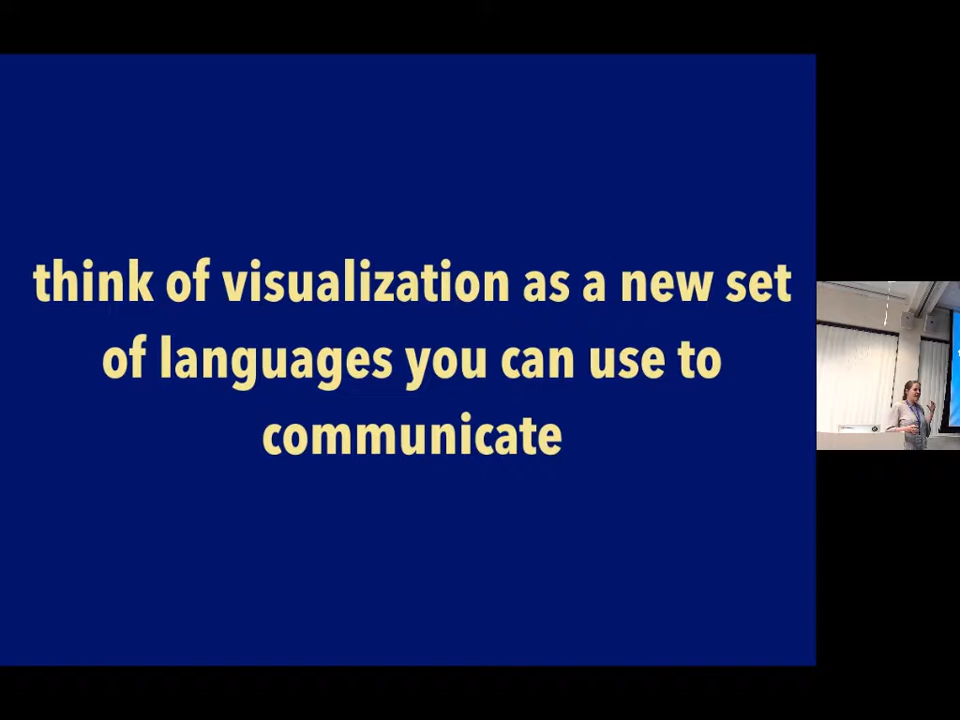 think of visualization as a new set
of languages you can use to
communicate